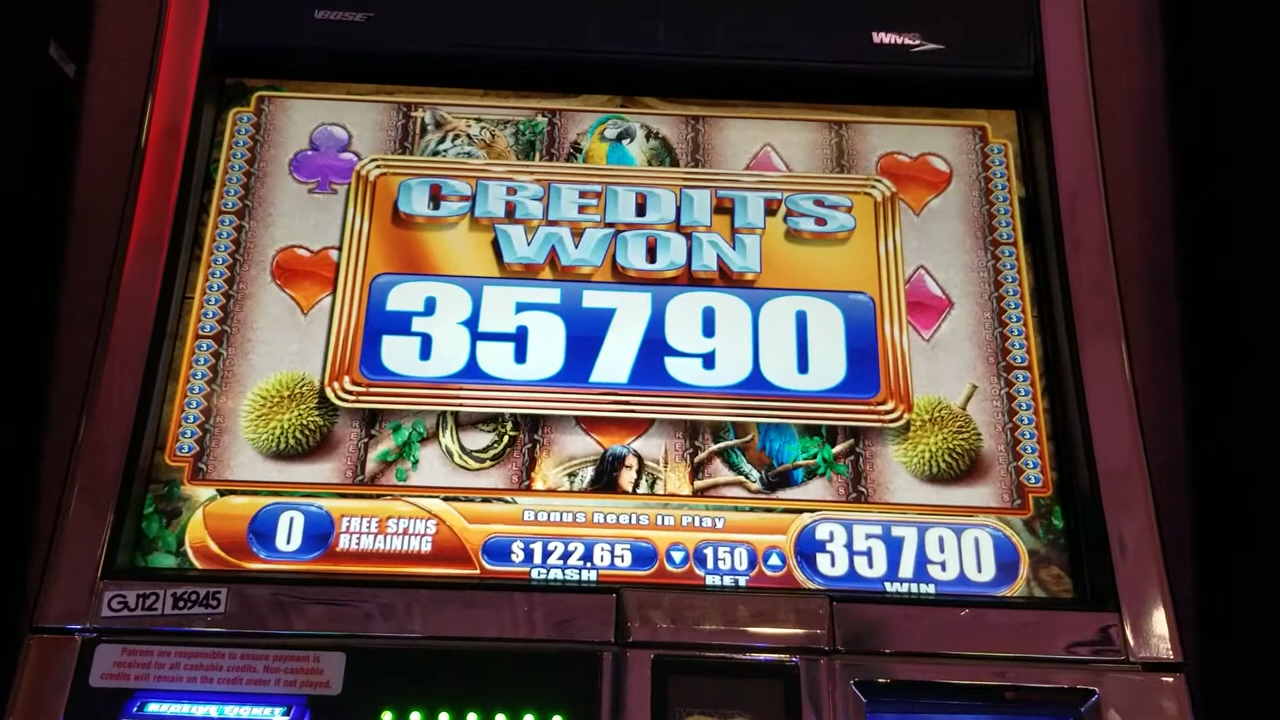 BOSE
WMS
CREDITS
WON
35790
0
FREE SPINS
REMAINING
Bonus Reels In Play
$122.65
CASH
150
BET
35790
WIN
GJ12 16945
Patrons are responsible to ensure payment is
received for all cashable credits. Non-cashable
credits will remain on the credit meter if not played.
RECEIVE TICKET